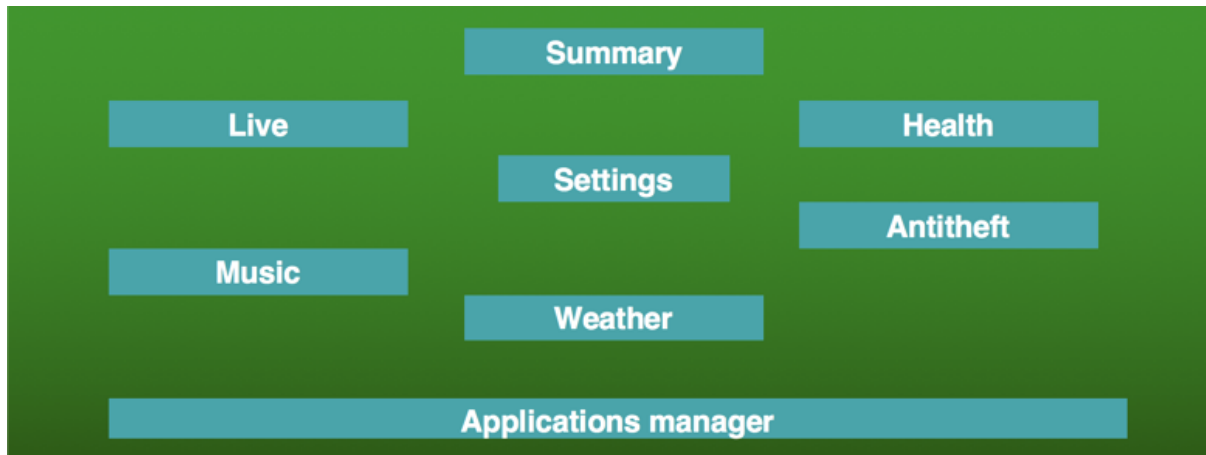 Summary
Live
Health
Settings
Antitheft
Music
Weather
Applications manager